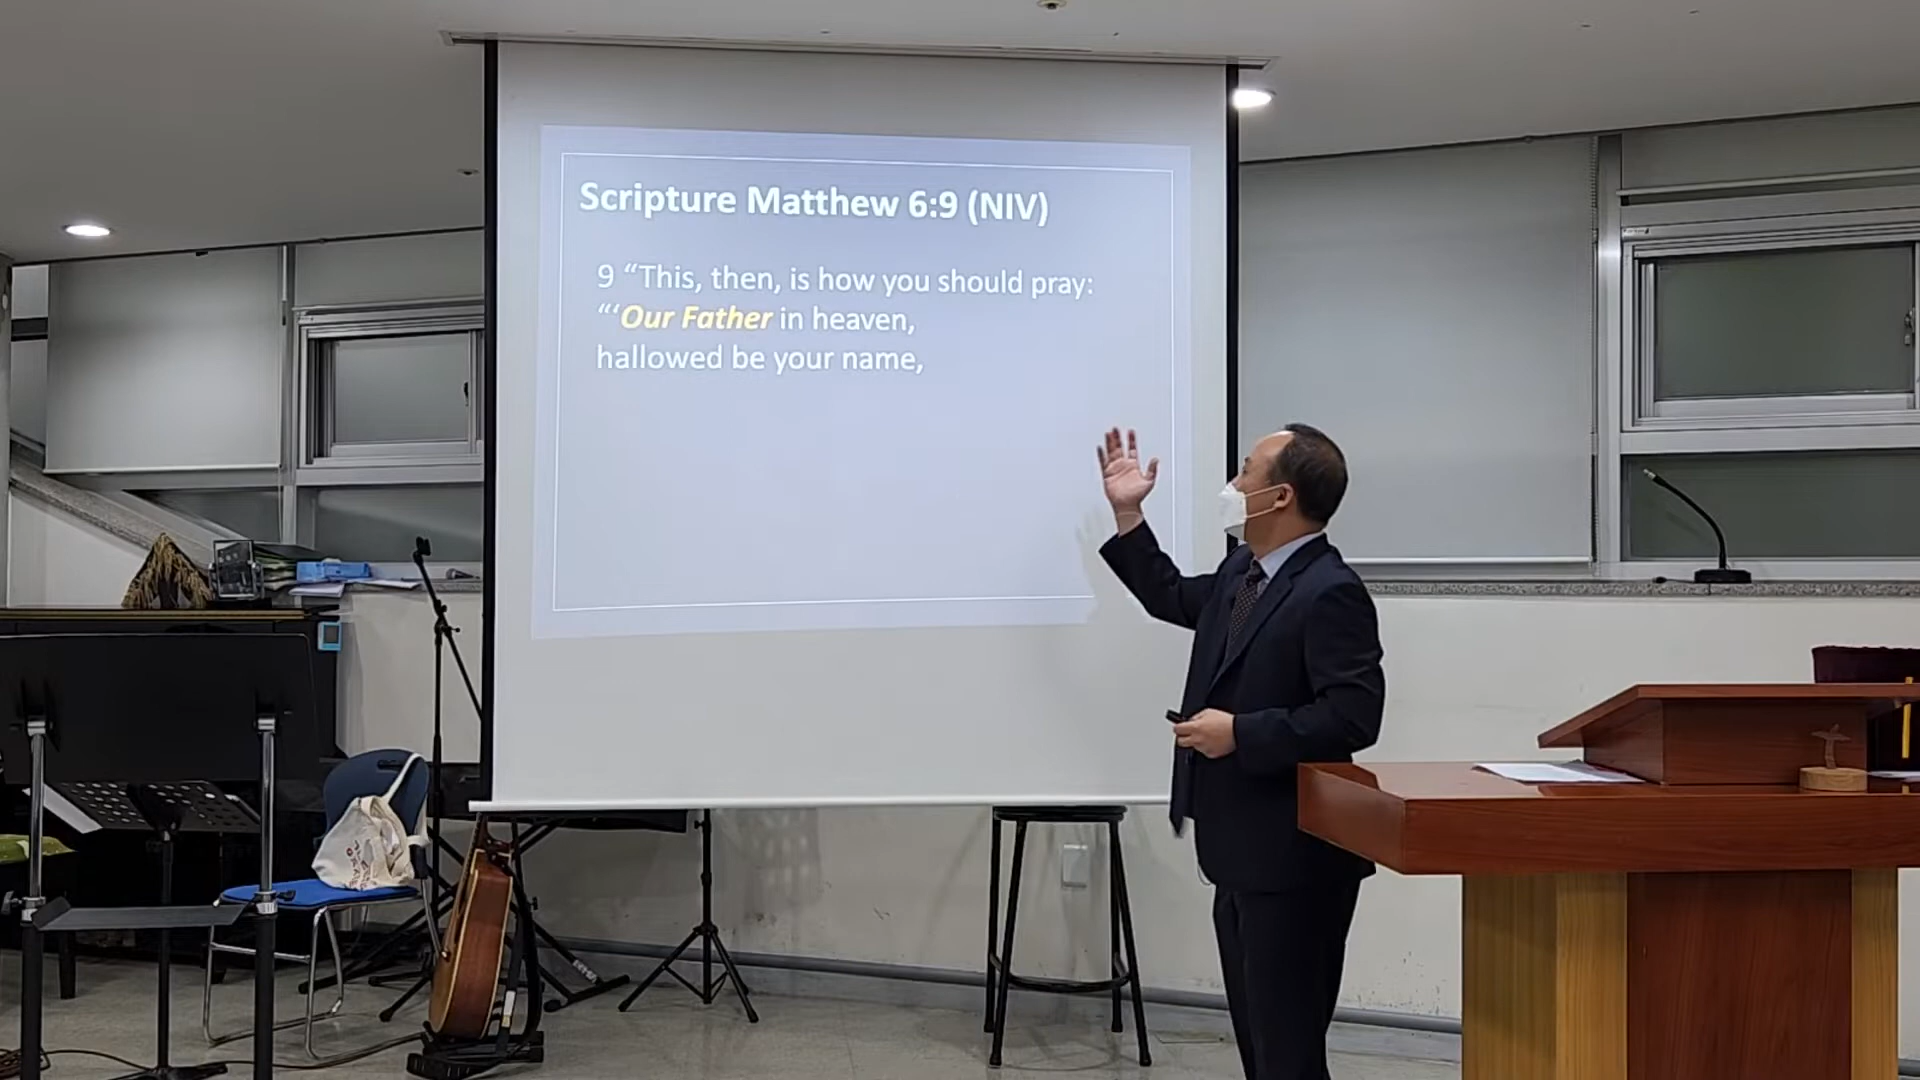 Scripture Matthew 6:9 (NIV)
9 “This, then, is how you should pray:
“‘Our Father in heaven,
hallowed be your name,